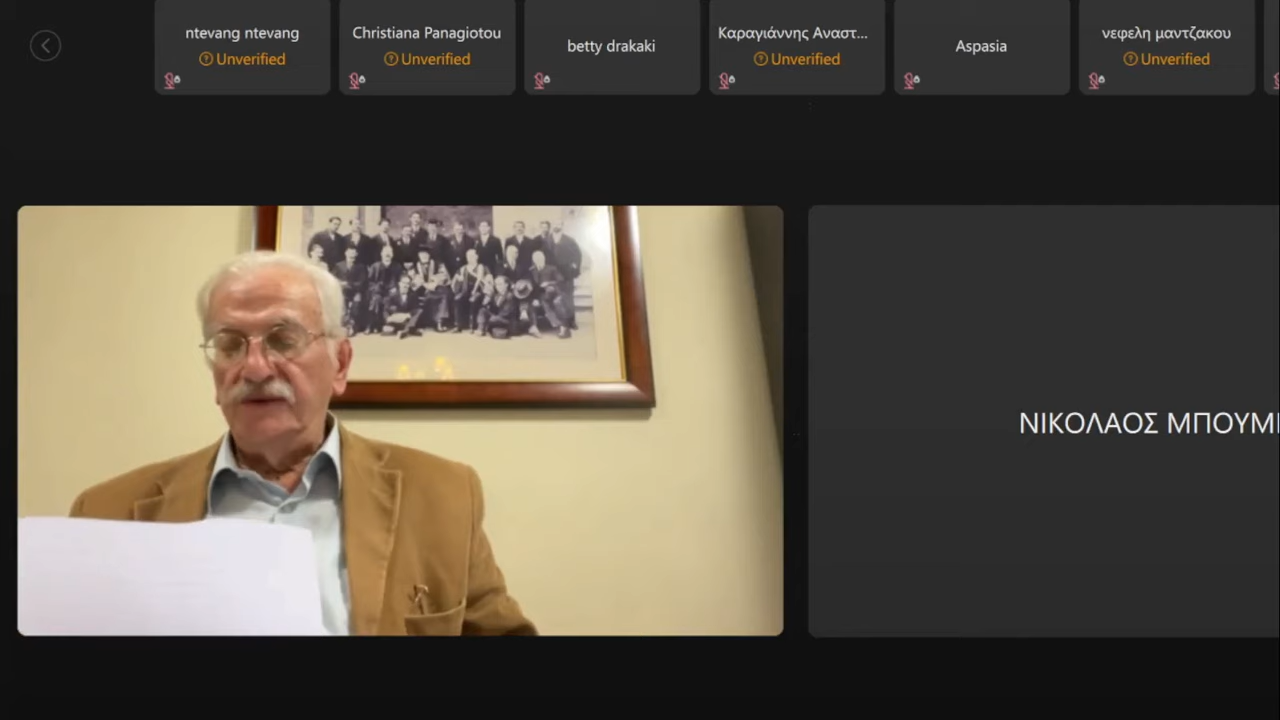 ntevang ntevang
Unverified
Christiana Panagiotou
Unverified
betty drakaki
Καραγιάννης Αναστ...
Unverified
Aspasia
νεφελη μαντζακου
Unverified
ΝΙΚΟΛΑΟΣ ΜΠΟΥΜ